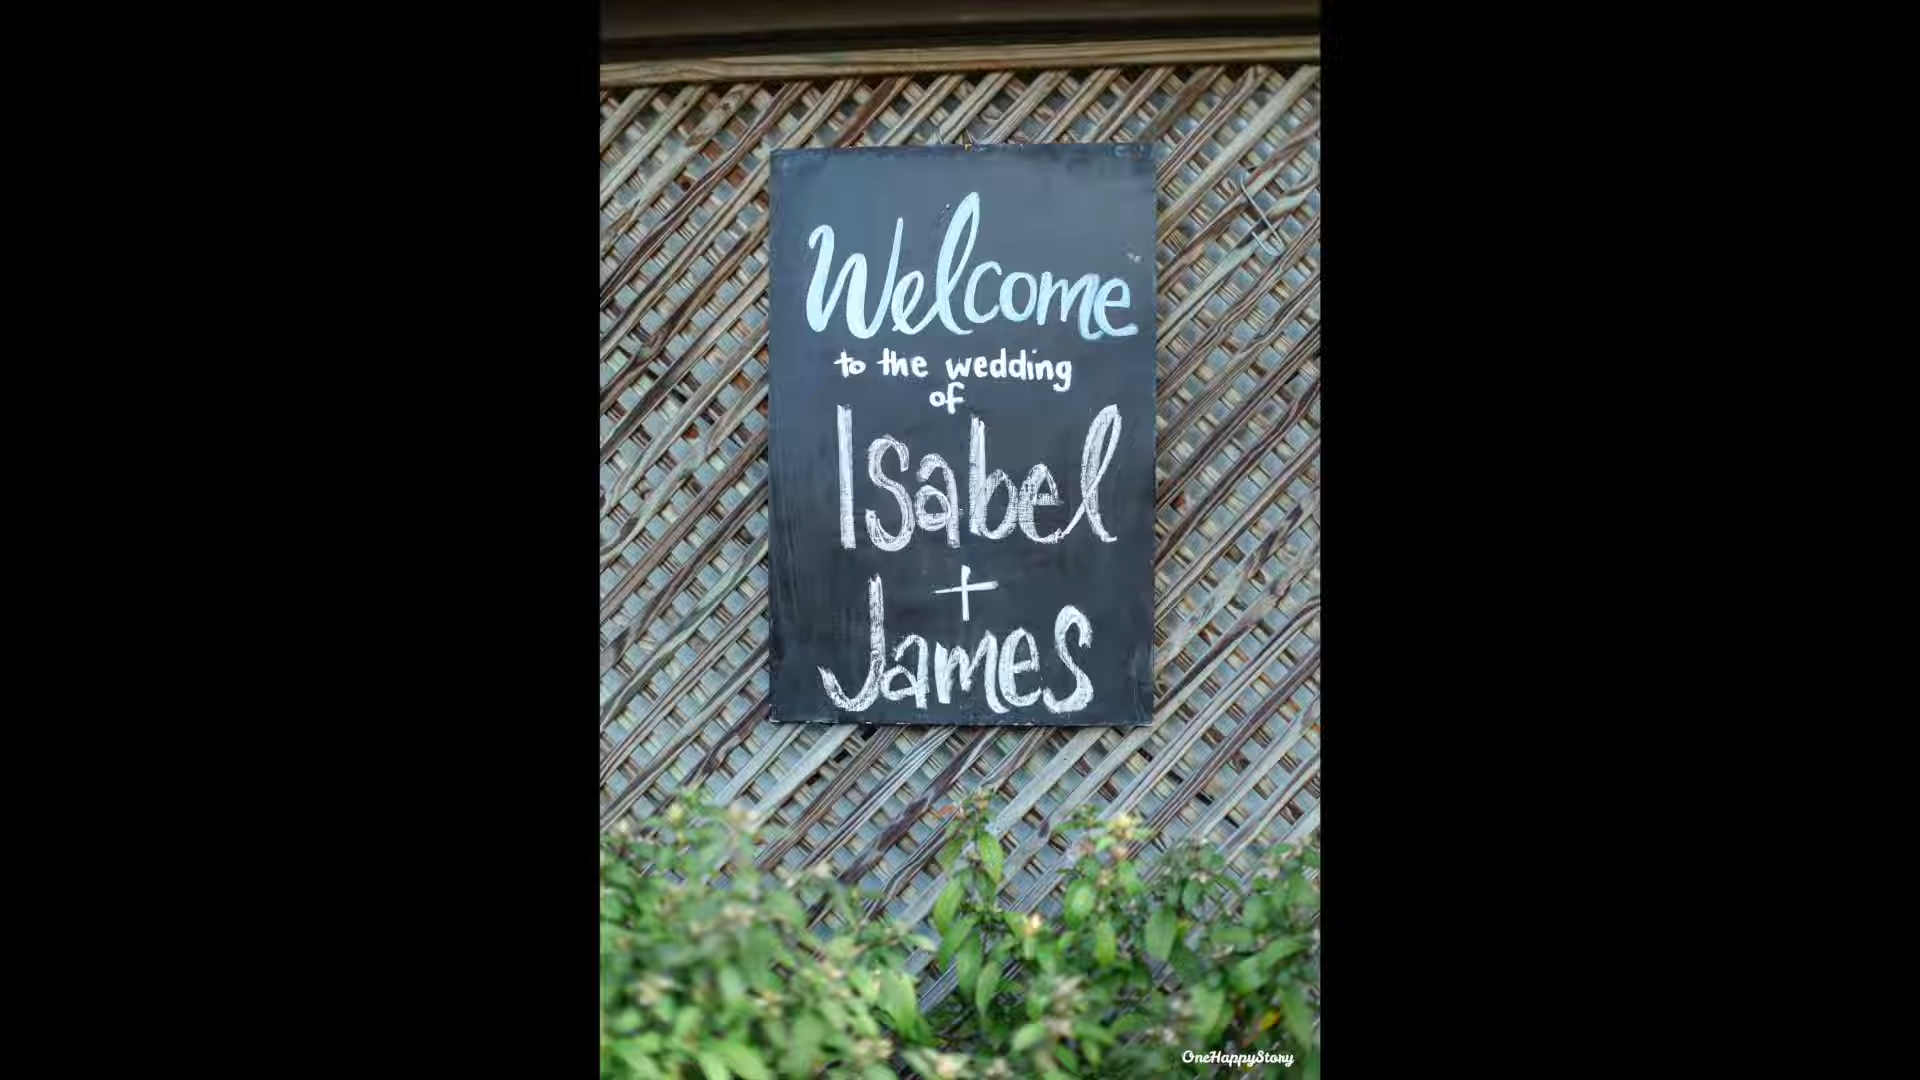 Welcome
to the wedding
of
Isabel
+
James
OneHappyStory